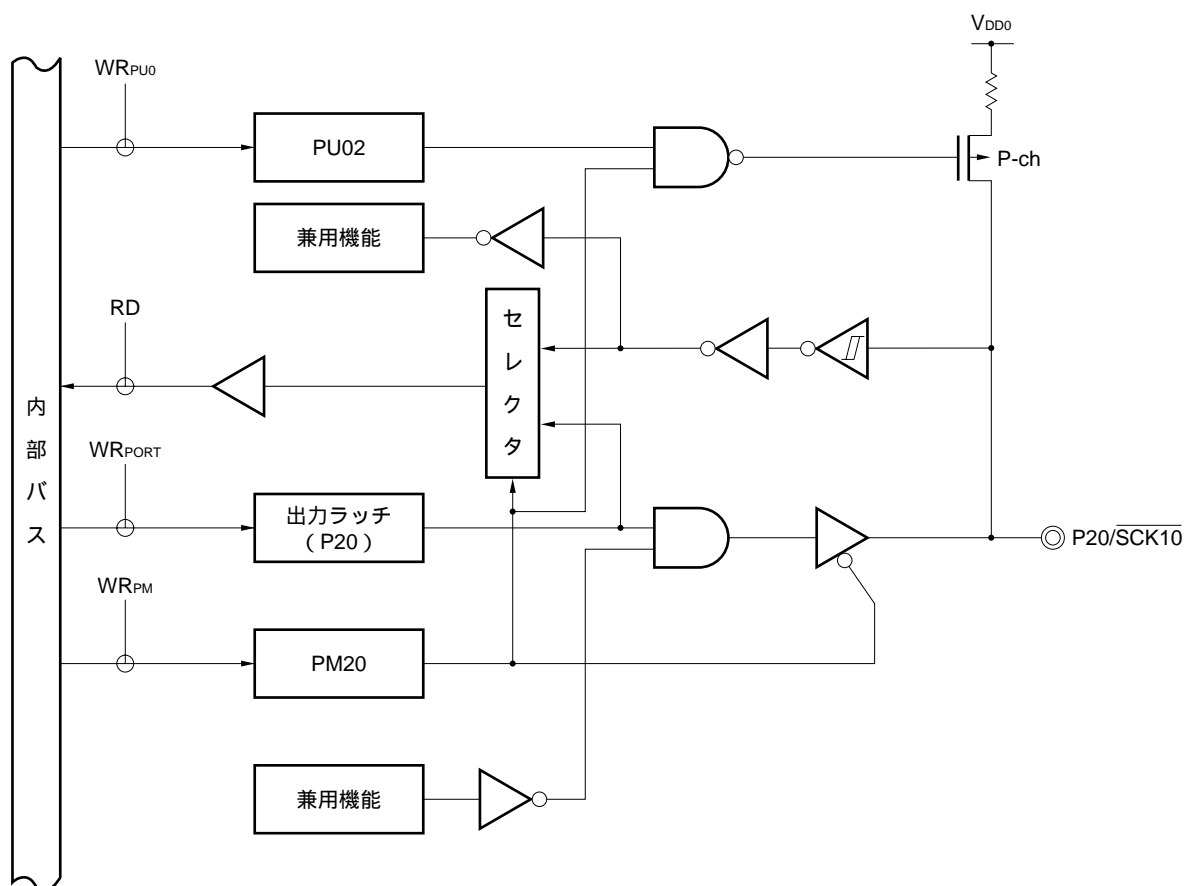 VDD0
WRPU0
PU02
P-ch
兼用機能
RD
セレクタ
内部バス
WRPORT
出力ラッチ
（P20）
P20/SCK10
WRPM
PM20
兼用機能